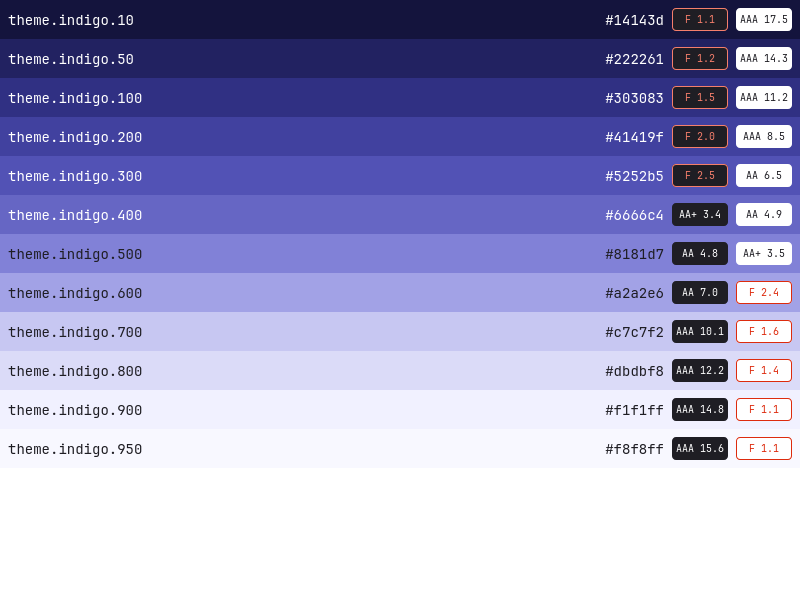 theme.indigo.10 #14143d F 1.1 AAA 17.5
theme.indigo.50 #222261 F 1.2 AAA 14.3
theme.indigo.100 #303083 F 1.5 AAA 11.2
theme.indigo.200 #41419f F 2.0 AAA 8.5
theme.indigo.300 #5252b5 F 2.5 AA 6.5
theme.indigo.400 #6666c4 AA+ 3.4 AA 4.9
theme.indigo.500 #8181d7 AA 4.8 AA+ 3.5
theme.indigo.600 #a2a2e6 AA 7.0 F 2.4
theme.indigo.700 #c7c7f2 AAA 10.1 F 1.6
theme.indigo.800 #dbdbf8 AAA 12.2 F 1.4
theme.indigo.900 #f1f1ff AAA 14.8 F 1.1
theme.indigo.950 #f8f8ff AAA 15.6 F 1.1